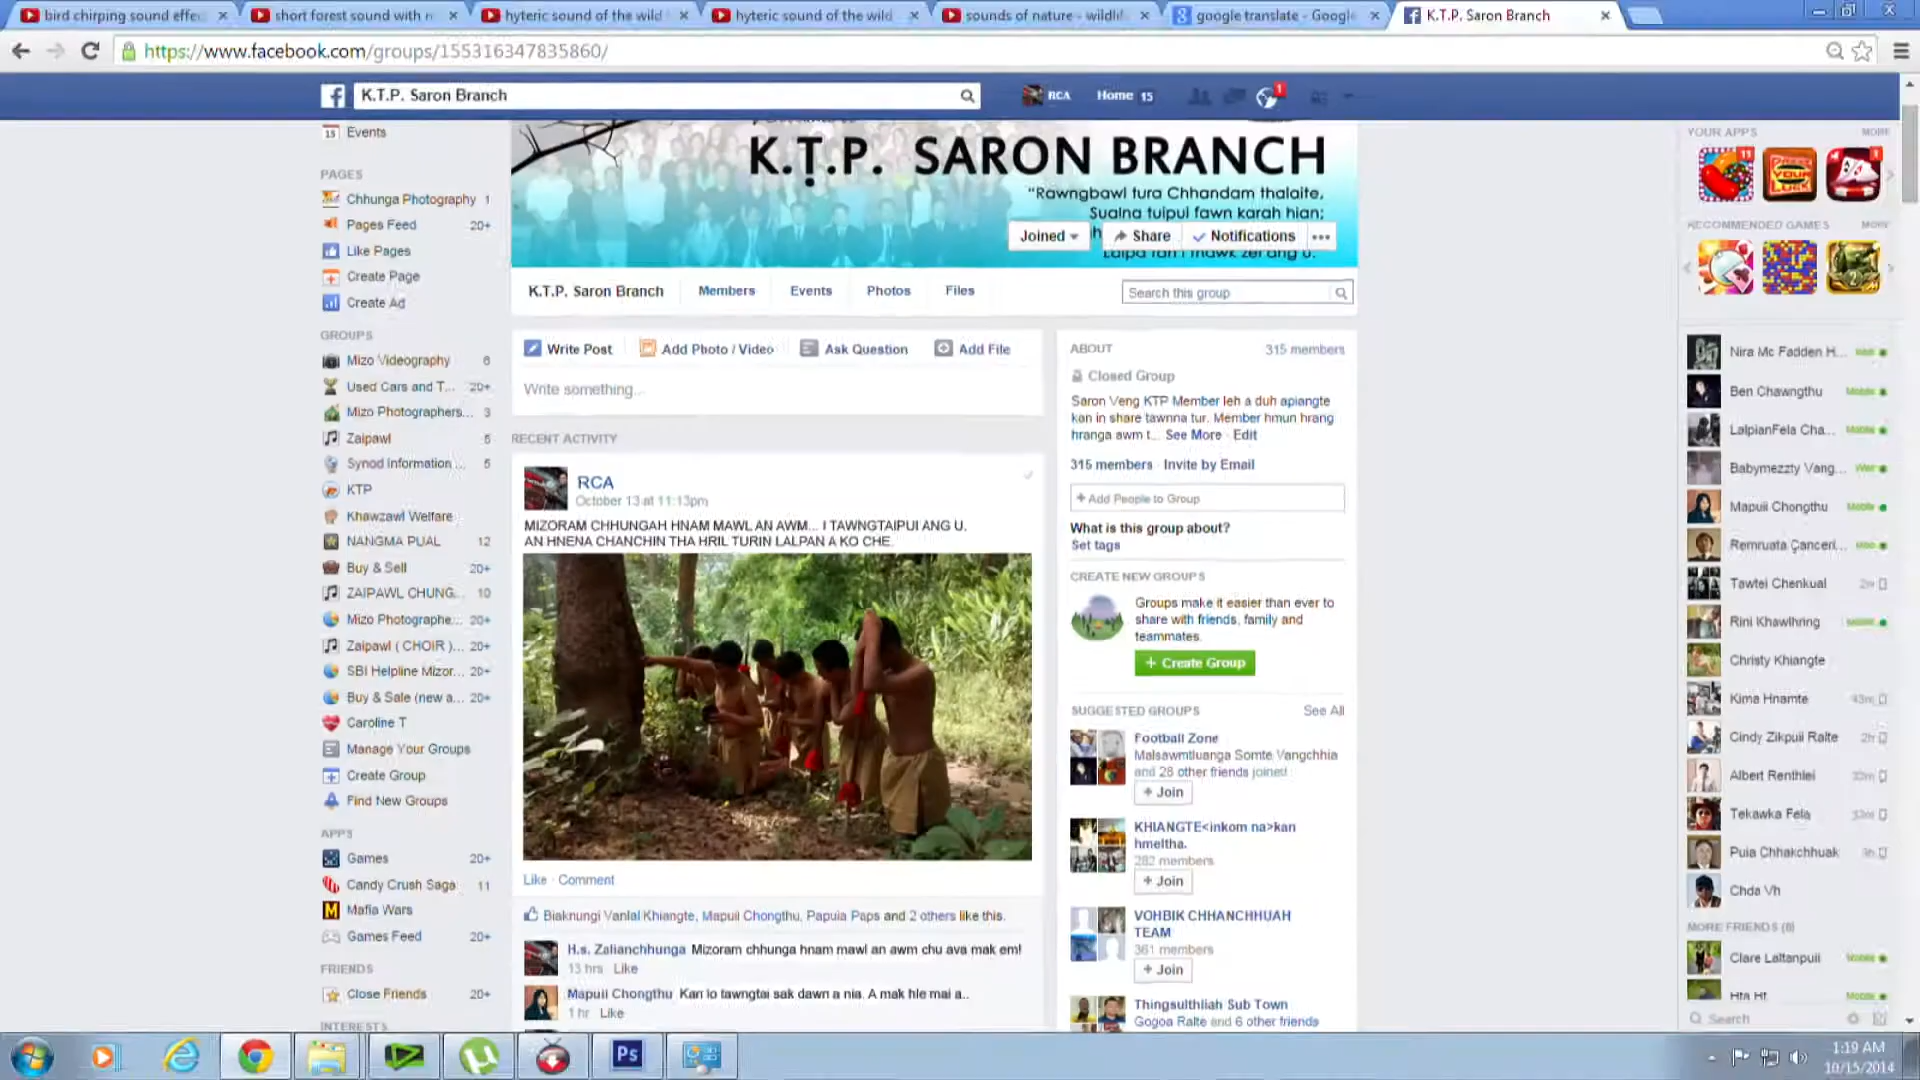 bird chirping sound effe
short forest sound with n
hyteric sound of the wild
hyteric sound of the wild
sounds of nature - wildlif
google translate - Google
K.T.P. Saron Branch
https://www.facebook.com/groups/155316347835860/
K.T.P. Saron Branch
RCA
Home 15
1
Events
PAGES
Chhunga Photography 1
Pages Feed 20+
Like Pages
Create Page
Create Ad
GROUPS
Mizo Videography 6
Used Cars and T... 20+
Mizo Photographers... 3
Zaipawl 5
Synod Information ... 5
KTP
Khawzawl Welfare
NANGMA PUAL 12
Buy & Sell 20+
ZAIPAWL CHUNG... 10
Mizo Photographe... 20+
Zaipawl ( CHOIR )... 20+
SBI Helpline Mizor... 20+
Buy & Sale (new a... 20+
Caroline T
Manage Your Groups
Create Group
Find New Groups
APPS
Games 20+
Candy Crush Saga 11
Mafia Wars
Games Feed 20+
FRIENDS
Close Friends 20+
INTERESTS
K.Ṭ.P. SARON BRANCH
"Rawngbawl tura Chhandam thalaite,
Suaina tuipui fawn karah hian;
Joined
Share
Notifications
K.T.P. Saron Branch
Members
Events
Photos
Files
Search this group
Write Post
Add Photo / Video
Ask Question
Add File
Write something...
RECENT ACTIVITY
RCA
October 13 at 11:13pm
MIZORAM CHHUNGAH HNAM MAWL AN AWM... I TAWNGTAIPUI ANG U.
AN HNENA CHANCHIN THA HRIL TURIN LALPAN A KO CHE.
Like · Comment
Biaknungi Vanlal Khiangte, Mapuii Chongthu, Papuia Paps and 2 others like this.
H.s. Zalianchhunga Mizoram chhunga hnam mawl an awm chu ava mak em!
13 hrs Like
Mapuii Chongthu Kan lo tawngtai sak dawn a nia. A mak hle mai a..
1 hr Like
ABOUT
315 members
Closed Group
Saron Veng KTP Member leh a duh apiangte
kan in share tawnna tur. Member hmun hrang
hranga awm t... See More · Edit
315 members · Invite by Email
+ Add People to Group
What is this group about?
Set tags
CREATE NEW GROUPS
Groups make it easier than ever to
share with friends, family and
teammates.
+ Create Group
SUGGESTED GROUPS
See All
Football Zone
Malsawmtluanga Somte Vangchhia
and 28 other friends joined
+ Join
KHIANGTE<inkom na>kan
hmeltha.
282 members
+ Join
VOHBIK CHHANCHHUAH
TEAM
361 members
+ Join
Thingsulthliah Sub Town
Gogoa Ralte and 6 other friends
YOUR APPS
MORE
RECOMMENDED GAMES
MORE
Nira Mc Fadden H...
Ben Chawngthu Mobile
LalpianFela Cha... Mobile
Babymezzty Vang...
Mapuii Chongthu Mobile
Remruata Canceri...
Tawtei Chenkual
Rini Khawlhring Mobile
Christy Khiangte
Kima Hnamte
Cindy Zikpuii Ralte
Albert Renthlei
Tekawka Fela
Puia Chhakchhuak
Chda Vh
MORE FRIENDS (8)
Clare Laltanpuii Mobile
Search
Ps
1:19 AM
10/15/2014